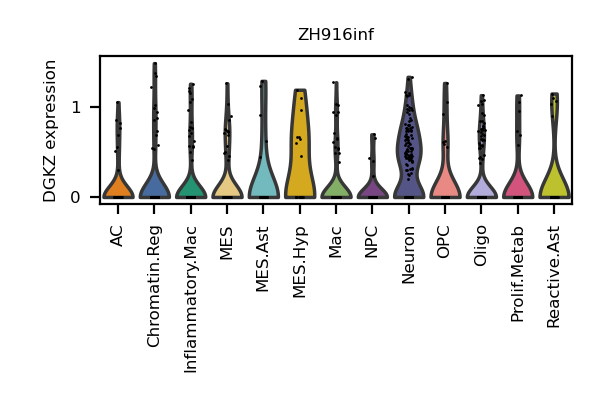 ZH916inf
DGKZ expression
1
0
AC
Chromatin.Reg
Inflammatory.Mac
MES
MES.Ast
MES.Hyp
Mac
NPC
Neuron
OPC
Oligo
Prolif.Metab
Reactive.Ast